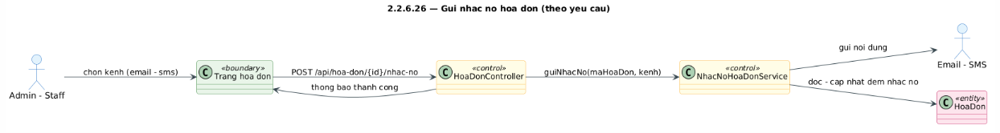 2.2.6.26 — Gui nhac no hoa don (theo yeu cau)
Admin - Staff
chon kenh (email - sms)
C «boundary»
Trang hoa don
POST /api/hoa-don/{id}/nhac-no
thong bao thanh cong
C «control»
HoaDonController
guiNhacNo(maHoaDon, kenh)
C «control»
NhacNoHoaDonService
gui noi dung
Email - SMS
doc - cap nhat dem nhac no
C «entity»
HoaDon